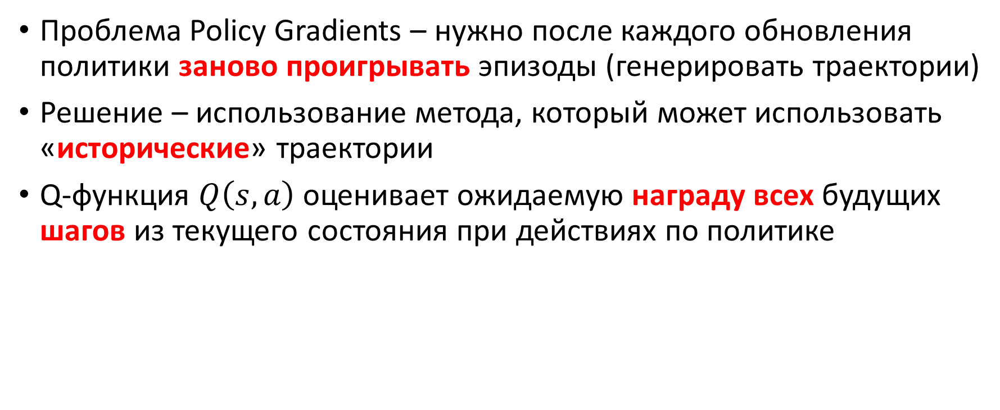 • Проблема Policy Gradients – нужно после каждого обновления
политики заново проигрывать эпизоды (генерировать траектории)
• Решение – использование метода, который может использовать
«исторические» траектории
• Q-функция Q(s, a) оценивает ожидаемую награду всех будущих
шагов из текущего состояния при действиях по политике